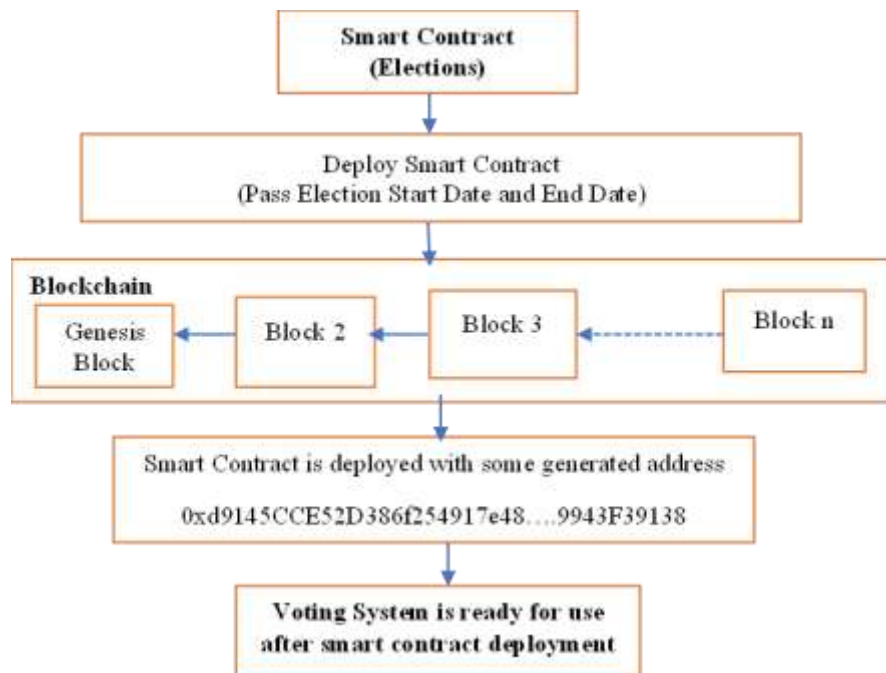 Smart Contract
(Elections)
Deploy Smart Contract
(Pass Election Start Date and End Date)
Blockchain
Genesis
Block
Block 2
Block 3
Block n
Smart Contract is deployed with some generated address
0xd9145CCE52D386f254917e48....9943F39138
Voting System is ready for use
after smart contract deployment